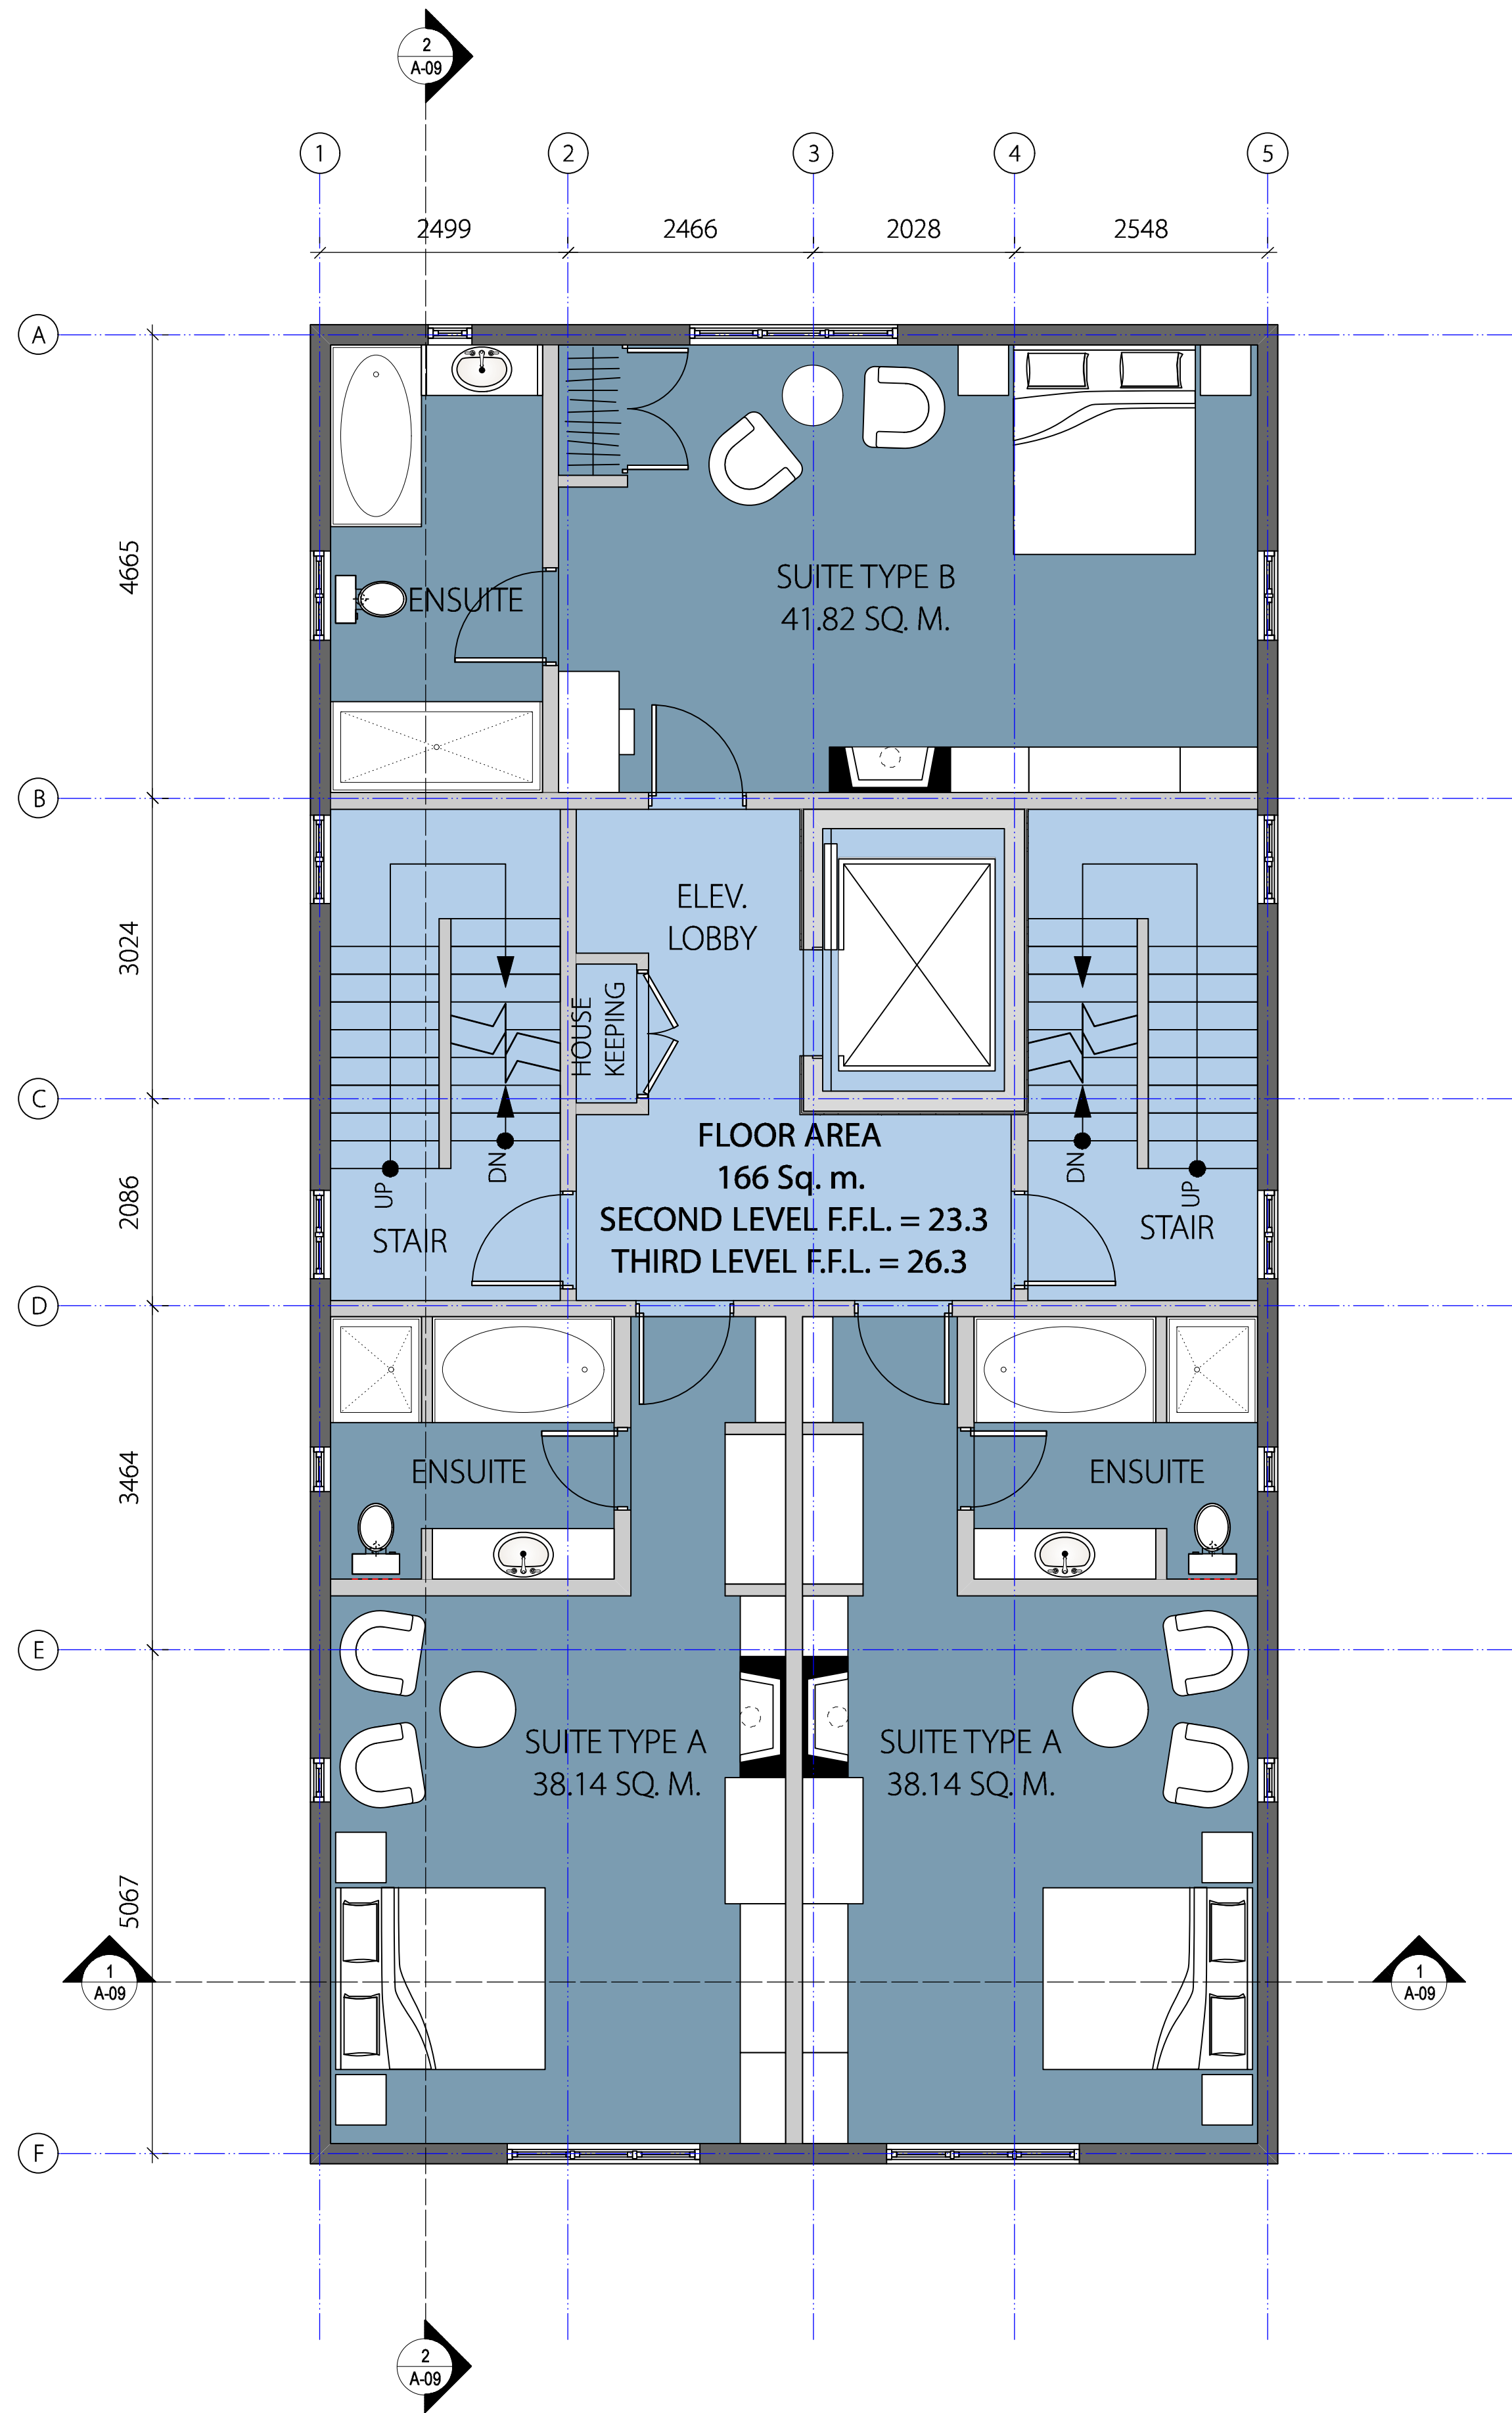 2
A-09
1
2
3
4
5
2499
2466
2028
2548
A
4665
ENSUITE
SUITE TYPE B
41.82 SQ. M.
B
3024
ELEV.
LOBBY
HOUSE
KEEPING
C
2086
FLOOR AREA
166 Sq. m.
SECOND LEVEL F.F.L. = 23.3
THIRD LEVEL F.F.L. = 26.3
DN
UP
STAIR
DN
UP
STAIR
D
3464
ENSUITE
ENSUITE
E
SUITE TYPE A
38.14 SQ. M.
SUITE TYPE A
38.14 SQ. M.
5067
1
A-09
1
A-09
F
2
A-09